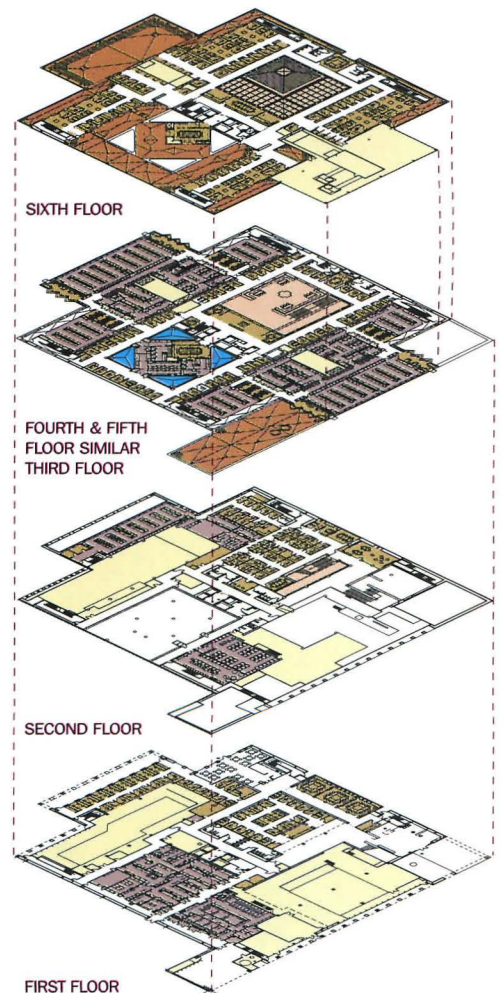 SIXTH FLOOR
FOURTH & FIFTH
FLOOR SIMILAR
THIRD FLOOR
SECOND FLOOR
FIRST FLOOR